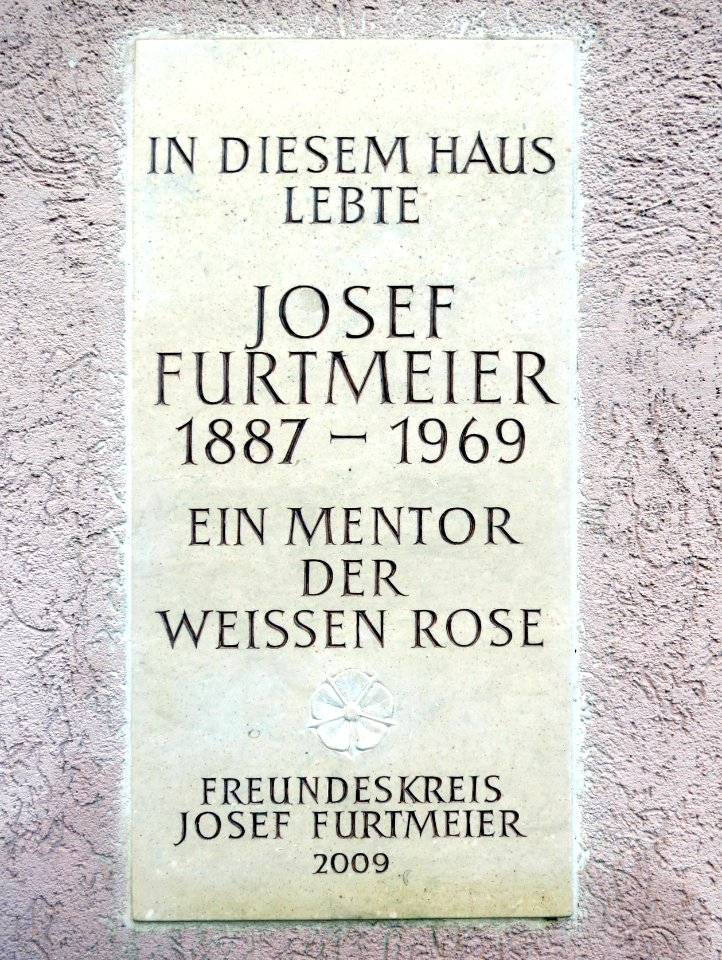 IN DIESEM HAUS
LEBTE
JOSEF
FURTMEIER
1887 – 1969
EIN MENTOR
DER
WEISSEN ROSE
FREUNDESKREIS
JOSEF FURTMEIER
2009